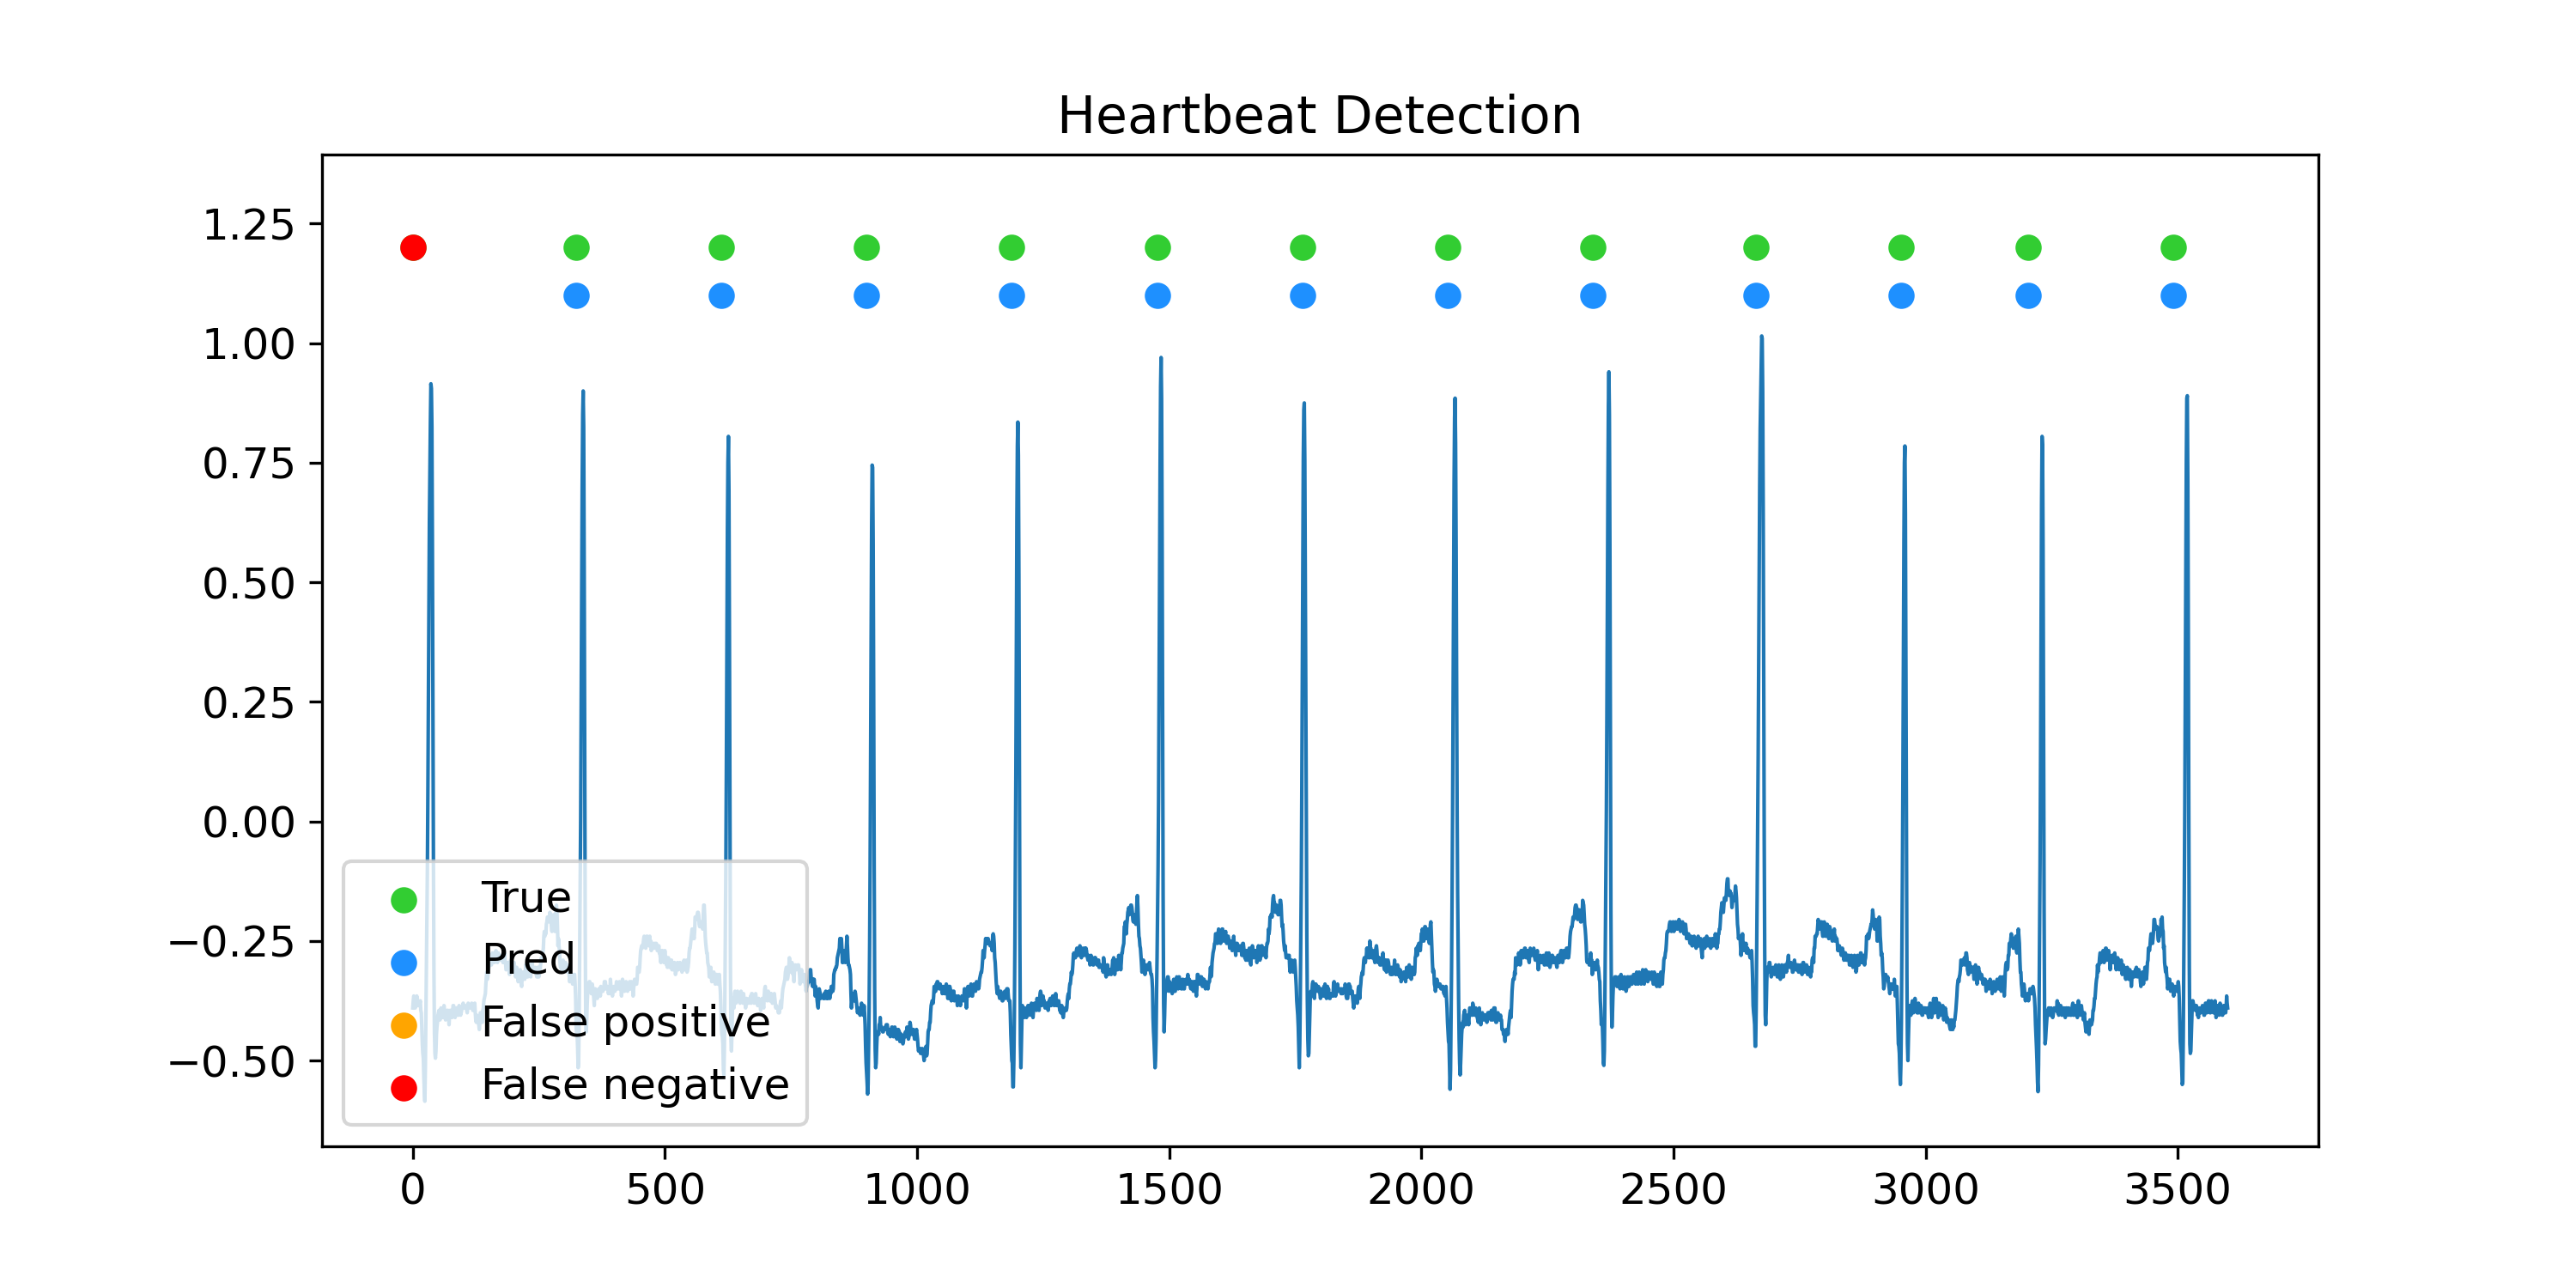 Heartbeat Detection
1.25
1.00
0.75
0.50
0.25
0.00
−0.25
−0.50
True
Pred
False positive
False negative
0 500 1000 1500 2000 2500 3000 3500